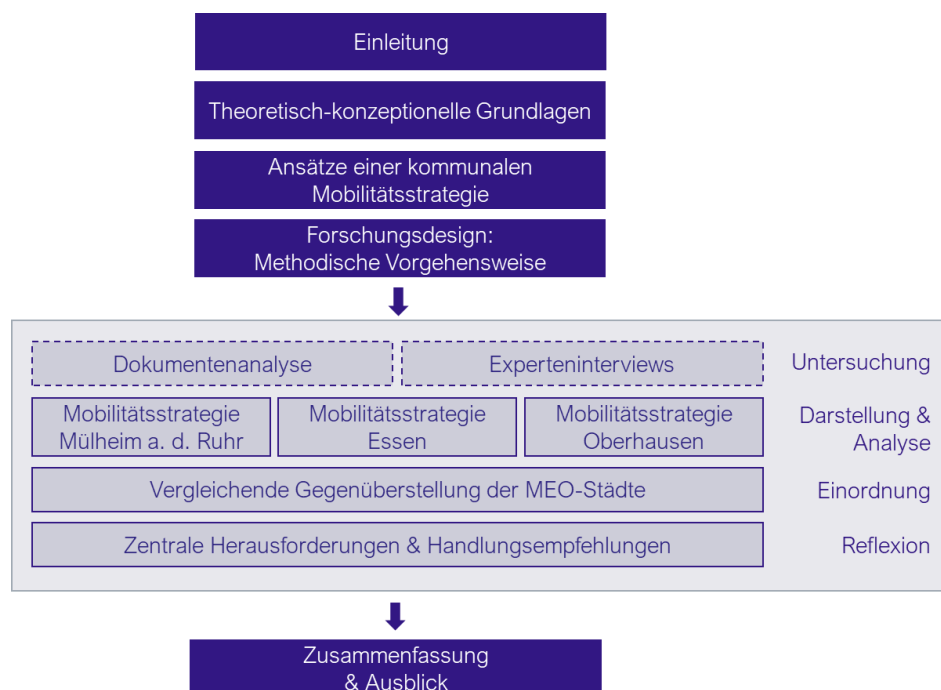 Einleitung
Theoretisch-konzeptionelle Grundlagen
Ansätze einer kommunalen
Mobilitätsstrategie
Forschungsdesign:
Methodische Vorgehensweise
Dokumentenanalyse
Experteninterviews
Untersuchung
Mobilitätsstrategie
Mülheim a. d. Ruhr
Mobilitätsstrategie
Essen
Mobilitätsstrategie
Oberhausen
Darstellung &
Analyse
Vergleichende Gegenüberstellung der MEO-Städte
Einordnung
Zentrale Herausforderungen & Handlungsempfehlungen
Reflexion
Zusammenfassung
& Ausblick